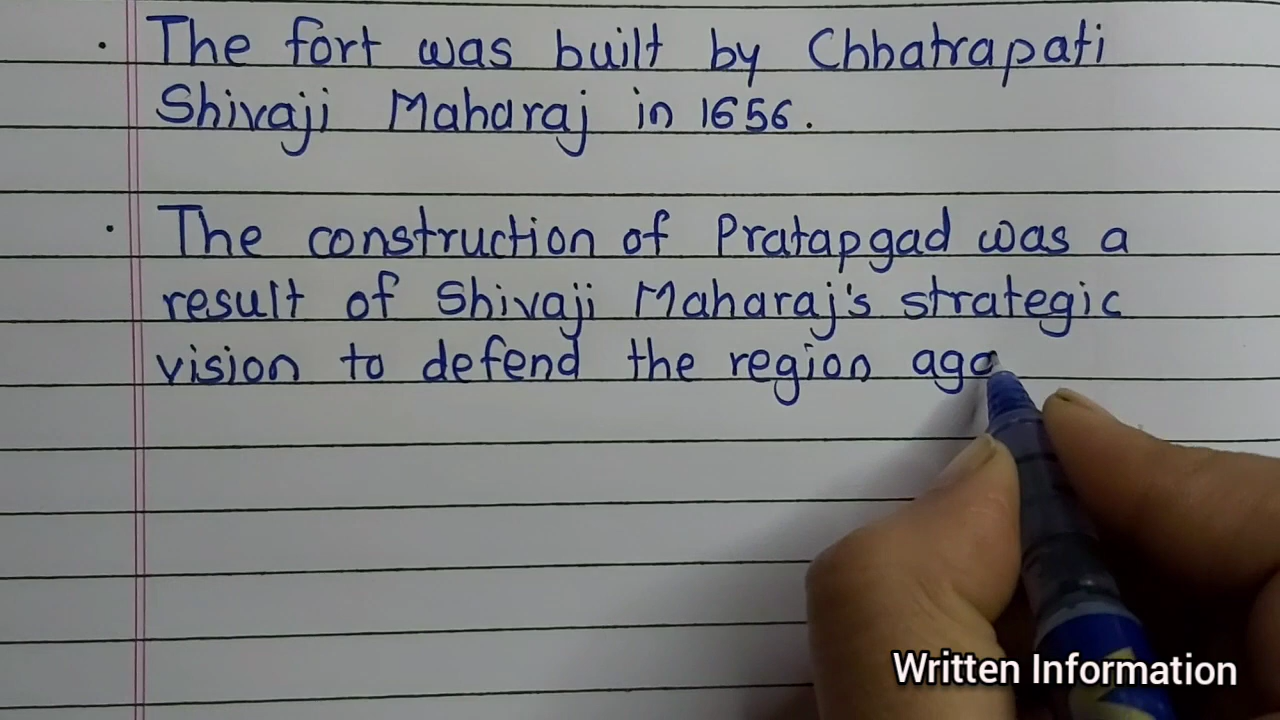 · The fort was built by Chhatrapati
Shivaji Maharaj in 1656.
· The construction of Pratapgad was a
result of Shivaji Maharaj's strategic
vision to defend the region aga
Written Information